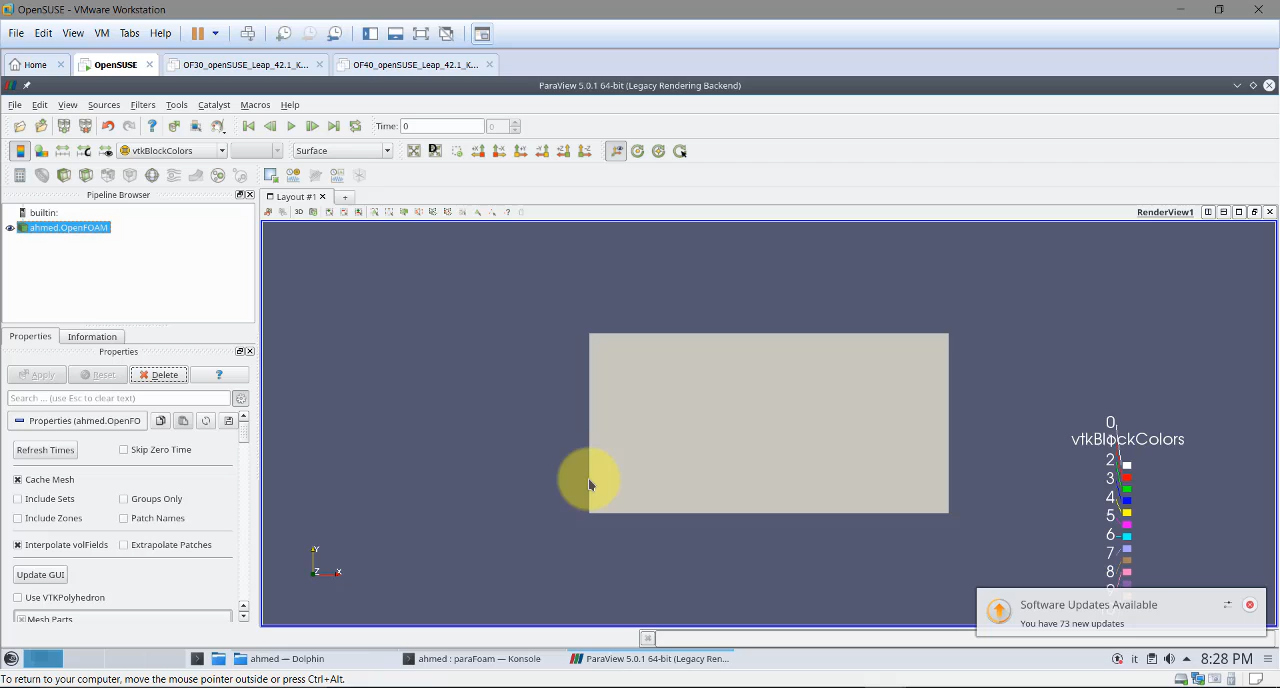 OpenSUSE - VMware Workstation
File Edit View VM Tabs Help
Home OpenSUSE OF30_openSUSE_Leap_42.1_K... OF40_openSUSE_Leap_42.1_K...
ParaView 5.0.1 64-bit (Legacy Rendering Backend)
File Edit View Sources Filters Tools Catalyst Macros Help
Time: 0 0
vtkBlockColors Surface
Pipeline Browser
Layout #1
builtin:
ahmed.OpenFOAM
3D RenderView1
Properties Information
Properties
Apply Reset Delete ?
Search ... (use Esc to clear text)
Properties (ahmed.OpenFO
Refresh Times Skip Zero Time
Cache Mesh
Include Sets Groups Only
Include Zones Patch Names
Interpolate volFields Extrapolate Patches
Update GUI
Use VTKPolyhedron
Mesh Parts
Y
Z X
0
vtkBlockColors
2
3
4
5
6
7
8
Software Updates Available
You have 73 new updates
ahmed — Dolphin ahmed : paraFoam — Konsole ParaView 5.0.1 64-bit (Legacy Ren... it 8:28 PM
To return to your computer, move the mouse pointer outside or press Ctrl+Alt.